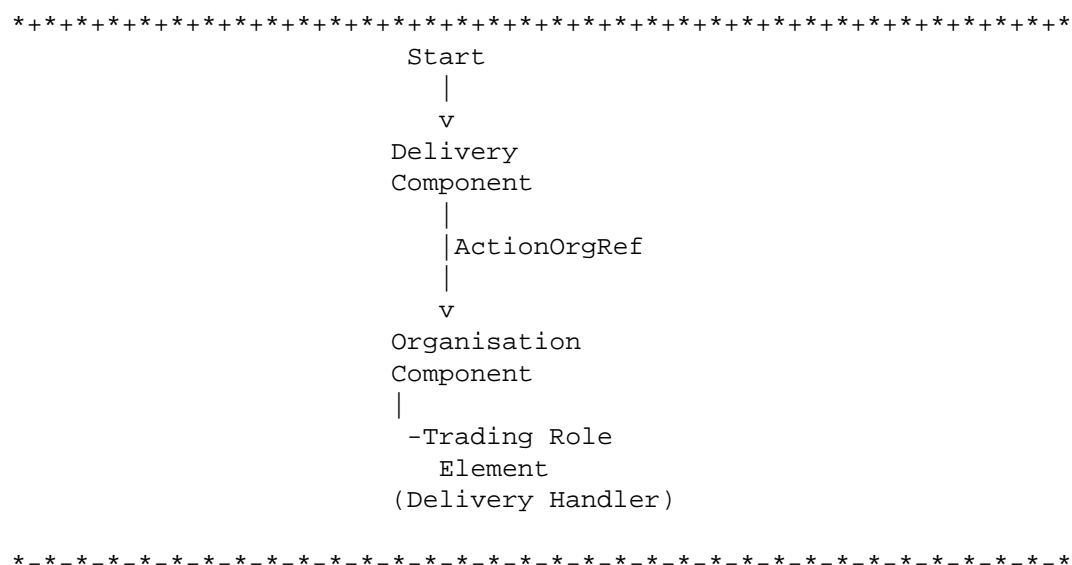 *+*+*+*+*+*+*+*+*+*+*+*+*+*+*+*+*+*+*+*+*+*+*+*+*+*+*+*+*+*+*+*+*+*
Start
|
v
Delivery
Component
|
|ActionOrgRef
|
v
Organisation
Component
|
-Trading Role
Element
(Delivery Handler)
*-*-*-*-*-*-*-*-*-*-*-*-*-*-*-*-*-*-*-*-*-*-*-*-*-*-*-*-*-*-*-*-*-*